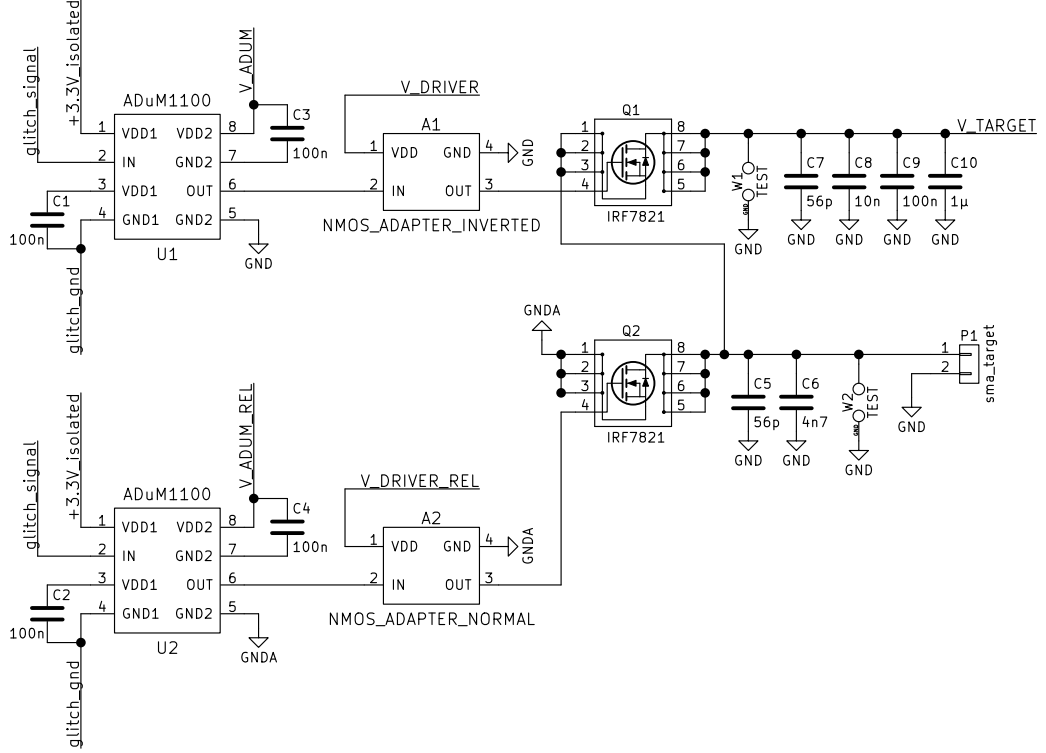 glitch_signal
+3.3V_isolated
V_ADUM
ADuM1100
1 VDD1 VDD2 8
2 IN GND2 7
3 VDD1 OUT 6
4 GND1 GND2 5
U1
C1
100n
glitch_gnd
C3
100n
GND
V_DRIVER
A1
1 VDD GND 4
2 IN OUT 3
NMOS_ADAPTER_INVERTED
GND
Q1
1 8
2 7
3 6
4 5
IRF7821
V_TARGET
W1
TEST
GND
GND
C7
56p
GND
C8
10n
GND
C9
100n
GND
C10
1µ
GND
GNDA
Q2
1 8
2 7
3 6
4 5
IRF7821
C5
56p
GND
C6
4n7
GND
W2
TEST
GND
GND
P1
1
2
sma_target
GND
glitch_signal
+3.3V_isolated
V_ADUM_REL
ADuM1100
1 VDD1 VDD2 8
2 IN GND2 7
3 VDD1 OUT 6
4 GND1 GND2 5
U2
C2
100n
glitch_gnd
C4
100n
GNDA
V_DRIVER_REL
A2
1 VDD GND 4
2 IN OUT 3
NMOS_ADAPTER_NORMAL
GNDA